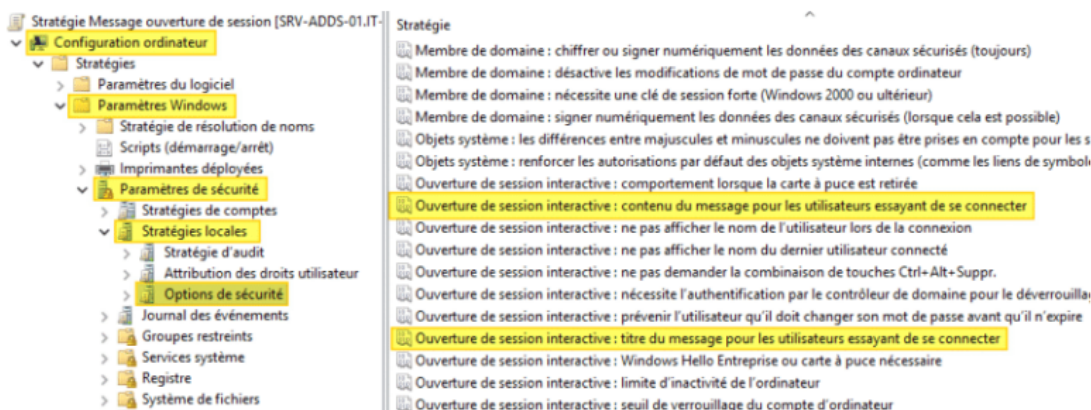 Stratégie Message ouverture de session [SRV-ADDS-01.IT-
Configuration ordinateur
Stratégies
Paramètres du logiciel
Paramètres Windows
Stratégie de résolution de noms
Scripts (démarrage/arrêt)
Imprimantes déployées
Paramètres de sécurité
Stratégies de comptes
Stratégies locales
Stratégie d'audit
Attribution des droits utilisateur
Options de sécurité
Journal des événements
Groupes restreints
Services système
Registre
Système de fichiers
Stratégie
Membre de domaine : chiffrer ou signer numériquement les données des canaux sécurisés (toujours)
Membre de domaine : désactive les modifications de mot de passe du compte ordinateur
Membre de domaine : nécessite une clé de session forte (Windows 2000 ou ultérieur)
Membre de domaine : signer numériquement les données des canaux sécurisés (lorsque cela est possible)
Objets système : les différences entre majuscules et minuscules ne doivent pas être prises en compte pour les s
Objets système : renforcer les autorisations par défaut des objets système internes (comme les liens de symbol
Ouverture de session interactive : comportement lorsque la carte à puce est retirée
Ouverture de session interactive : contenu du message pour les utilisateurs essayant de se connecter
Ouverture de session interactive : ne pas afficher le nom de l'utilisateur lors de la connexion
Ouverture de session interactive : ne pas afficher le nom du dernier utilisateur connecté
Ouverture de session interactive : ne pas demander la combinaison de touches Ctrl+Alt+Suppr.
Ouverture de session interactive : nécessite l'authentification par le contrôleur de domaine pour le déverrouillag
Ouverture de session interactive : prévenir l'utilisateur qu'il doit changer son mot de passe avant qu'il n'expire
Ouverture de session interactive : titre du message pour les utilisateurs essayant de se connecter
Ouverture de session interactive : Windows Hello Entreprise ou carte à puce nécessaire
Ouverture de session interactive : limite d'inactivité de l'ordinateur
Ouverture de session interactive : seuil de verrouillage du compte d'ordinateur